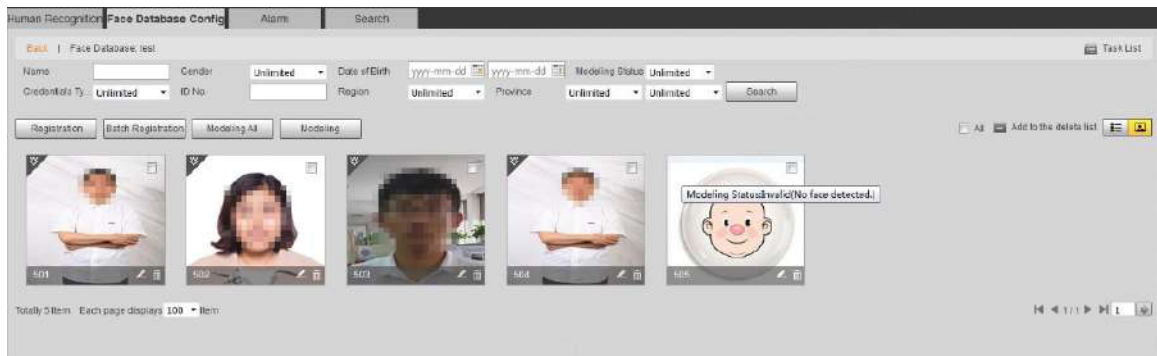 Human Recognition Face Database Config Alarm Search
Back | Face Database: test Task List
Name Gender Unlimited Date of Birth yyyy-mm-dd yyyy-mm-dd Modeling Status Unlimited
Credentials Ty... Unlimited ID No. Region Unlimited Province Unlimited Unlimited Search
Registration Batch Registration Modeling All Modeling All Add to the delete list
Modeling Status:Invalid(No face detected.)
501 502 503 504 505
Totally 5 Item Each page displays 100 Item 1 / 1 1